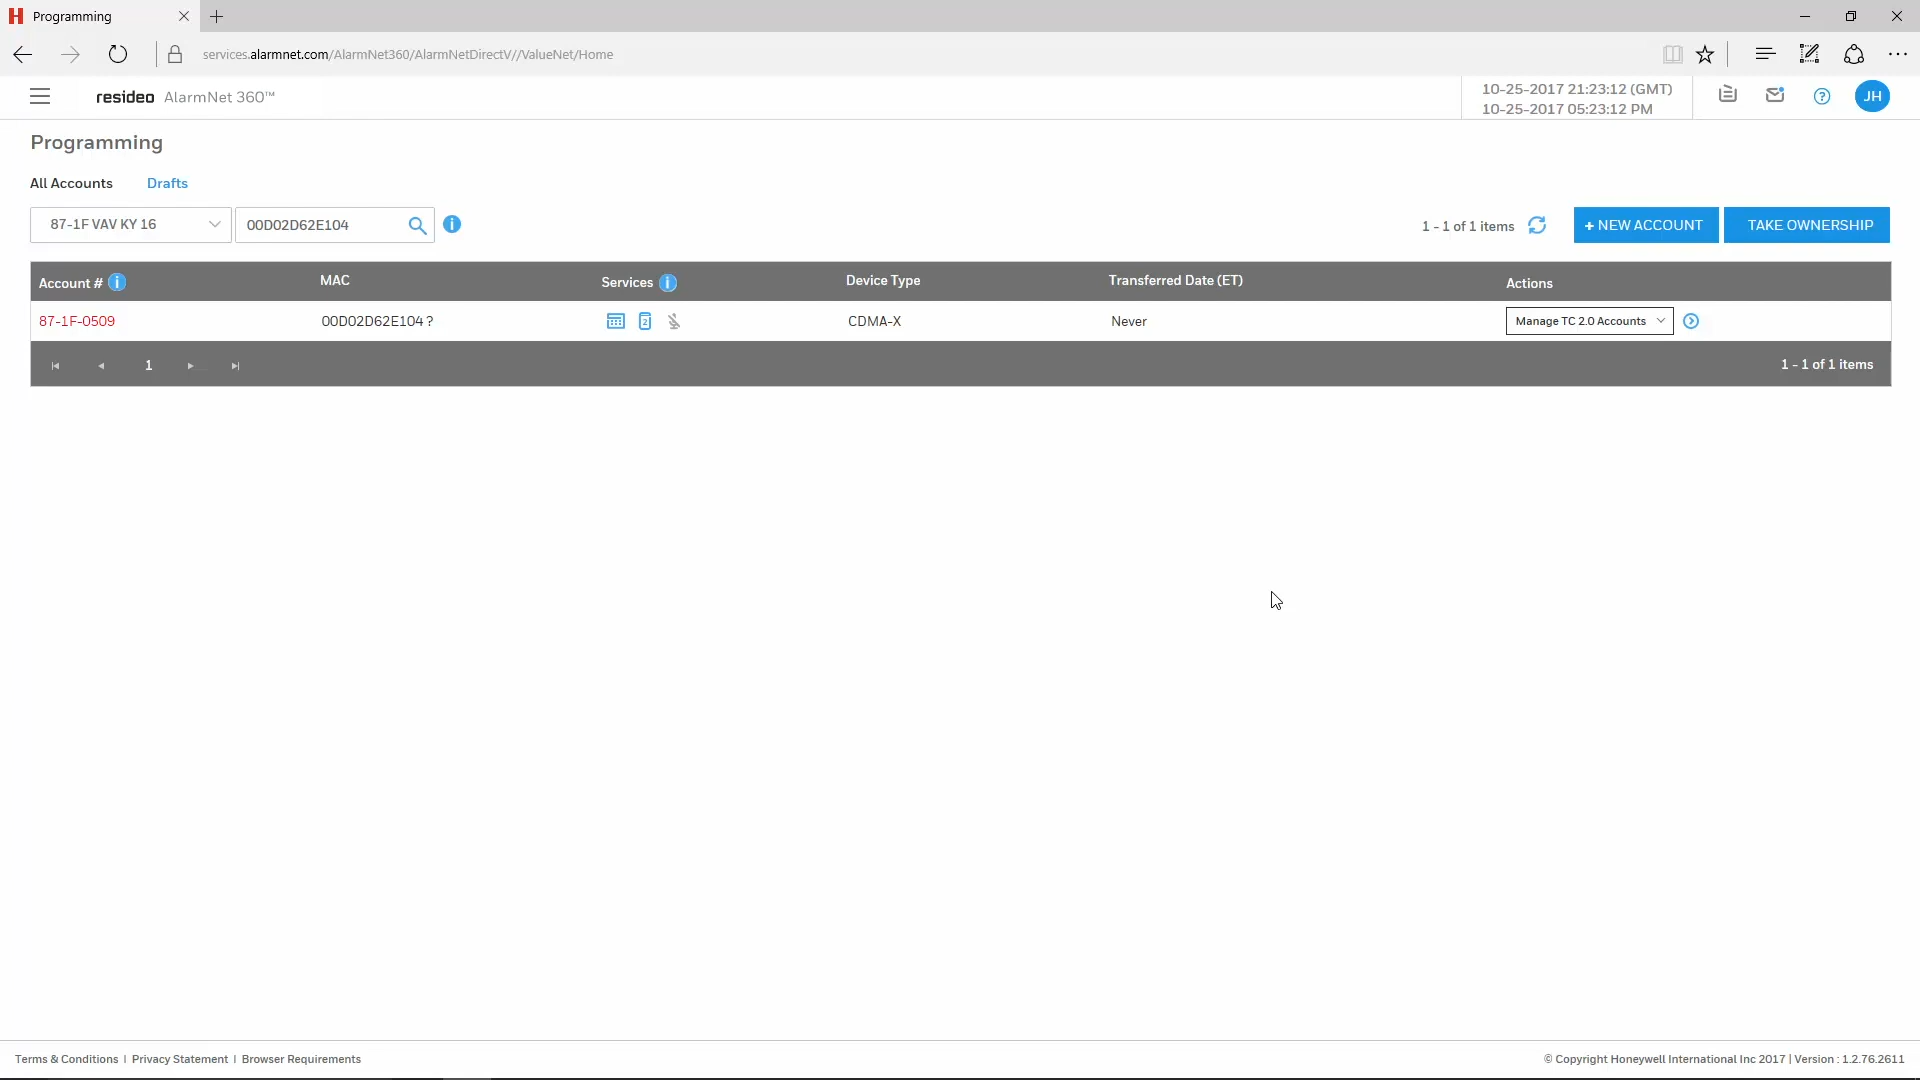 Programming
services.alarmnet.com/AlarmNet360/AlarmNetDirectV//ValueNet/Home
resideo AlarmNet 360™
10-25-2017 21:23:12 (GMT)
10-25-2017 05:23:12 PM
JH
Programming
All Accounts Drafts
87-1F VAV KY 16 00D02D62E104 1 - 1 of 1 items + NEW ACCOUNT TAKE OWNERSHIP
Account # MAC Services Device Type Transferred Date (ET) Actions
87-1F-0509 00D02D62E104 ? 2 CDMA-X Never Manage TC 2.0 Accounts
1 1 - 1 of 1 items
Terms & Conditions | Privacy Statement | Browser Requirements © Copyright Honeywell International Inc 2017 | Version : 1.2.76.2611